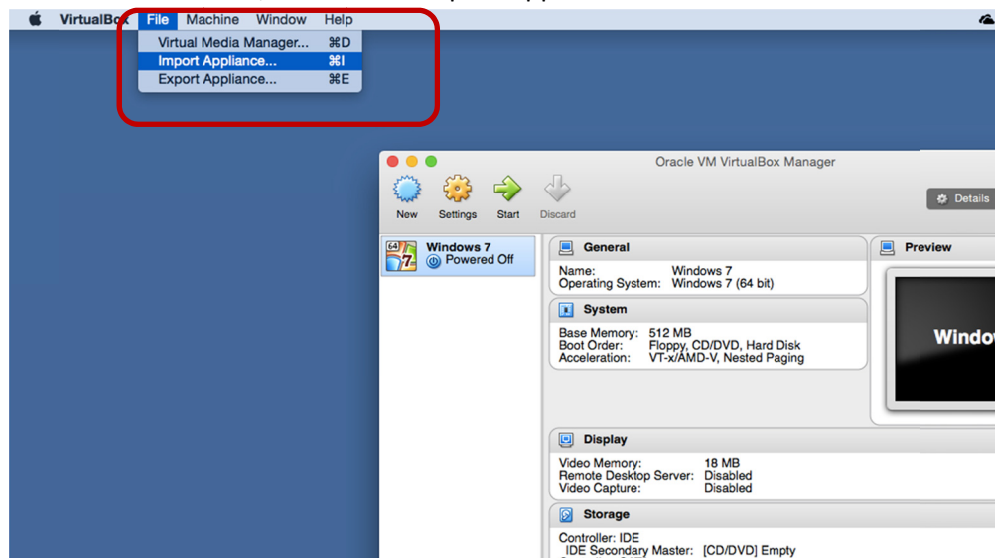 VirtualBox File Machine Window Help
Virtual Media Manager... ⌘D
Import Appliance... ⌘I
Export Appliance... ⌘E
Oracle VM VirtualBox Manager
New Settings Start Discard
Details
64
7
Windows 7
Powered Off
General
Name: Windows 7
Operating System: Windows 7 (64 bit)
System
Base Memory: 512 MB
Boot Order: Floppy, CD/DVD, Hard Disk
Acceleration: VT-x/AMD-V, Nested Paging
Preview
Windo
Display
Video Memory: 18 MB
Remote Desktop Server: Disabled
Video Capture: Disabled
Storage
Controller: IDE
IDE Secondary Master: [CD/DVD] Empty